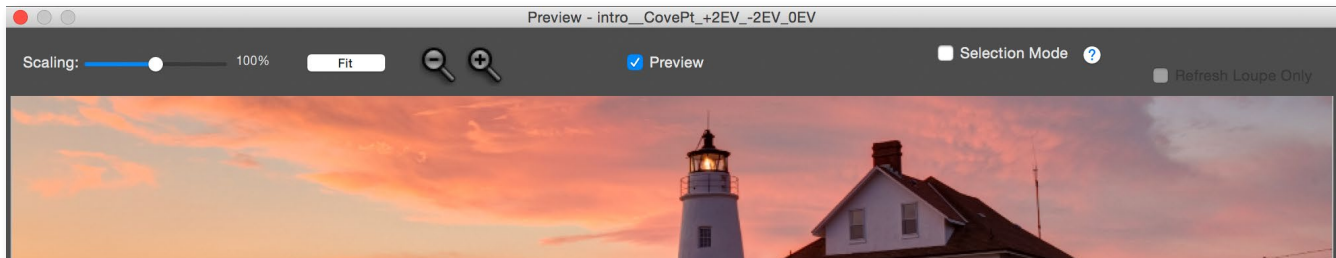 Preview - intro__CovePt_+2EV_-2EV_0EV
Scaling: 100% Fit Preview Selection Mode ?
Refresh Loupe Only